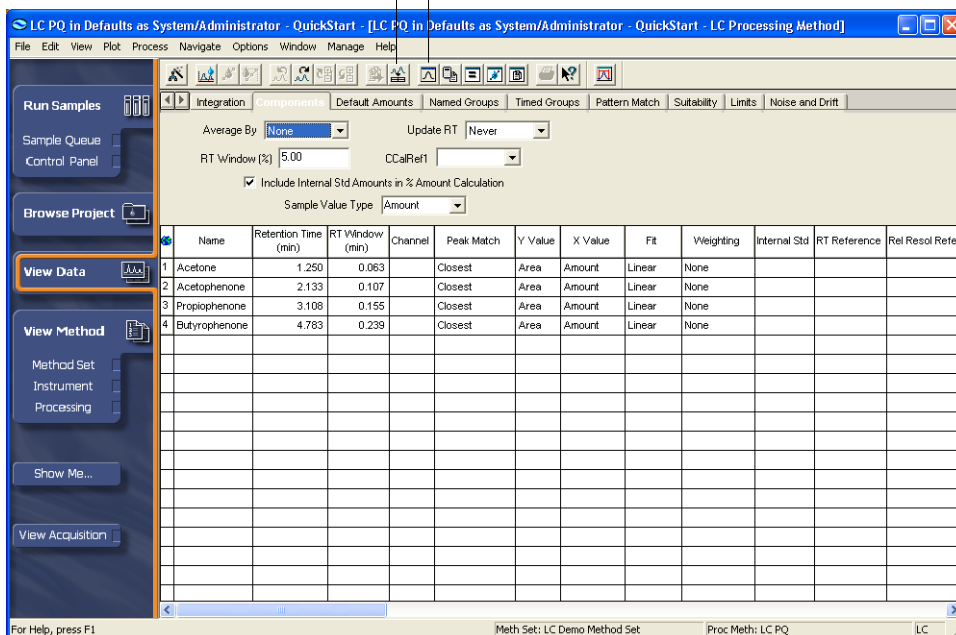 LC PQ in Defaults as System/Administrator - QuickStart - [LC PQ in Defaults as System/Administrator - QuickStart - LC Processing Method]
File Edit View Plot Process Navigate Options Window Manage Help
Run Samples
Sample Queue
Control Panel
Browse Project
View Data
View Method
Method Set
Instrument
Processing
Show Me...
View Acquisition
Integration Components Default Amounts Named Groups Timed Groups Pattern Match Suitability Limits Noise and Drift
Average By None Update RT Never
RT Window (%) 5.00 CCalRef1
Include Internal Std Amounts in % Amount Calculation
Sample Value Type Amount
Name Retention Time (min) RT Window (min) Channel Peak Match Y Value X Value Fit Weighting Internal Std RT Reference Rel Resol Refe
1 Acetone 1.250 0.063 Closest Area Amount Linear None
2 Acetophenone 2.133 0.107 Closest Area Amount Linear None
3 Propiophenone 3.108 0.155 Closest Area Amount Linear None
4 Butyrophenone 4.783 0.239 Closest Area Amount Linear None
For Help, press F1 Meth Set: LC Demo Method Set Proc Meth: LC PQ LC